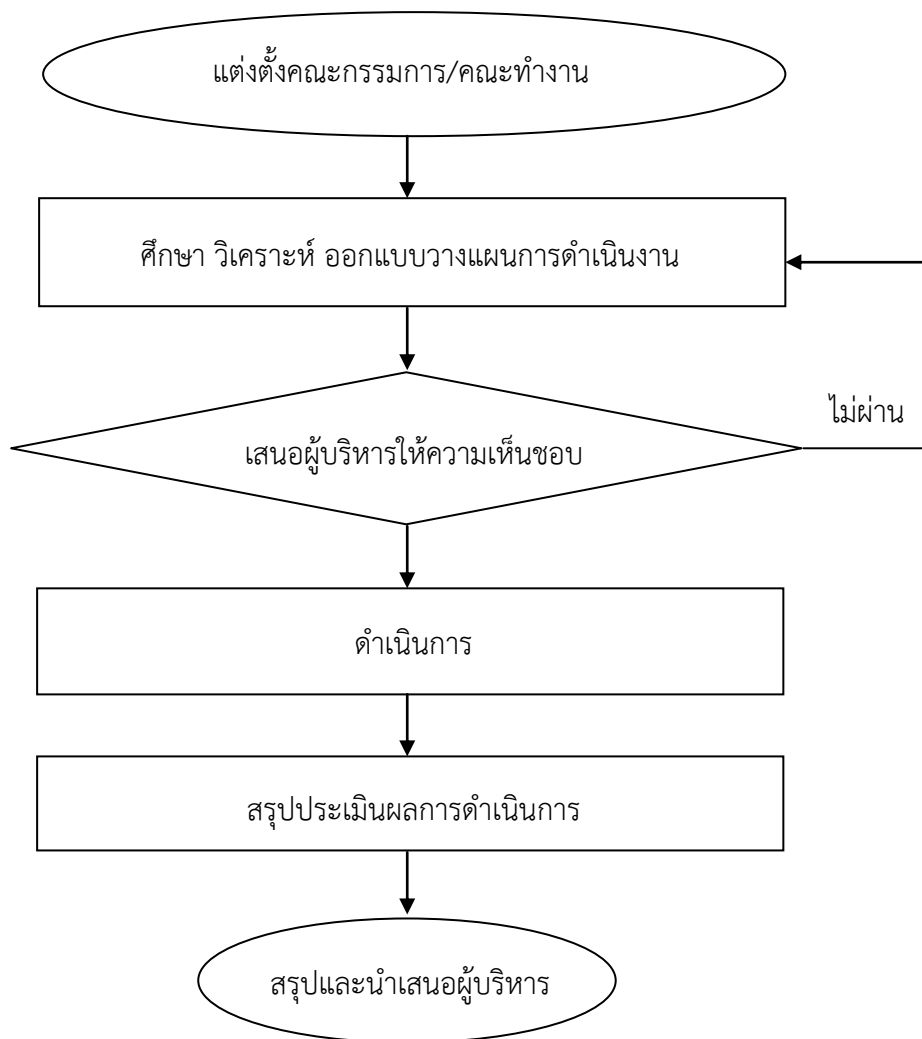 แต่งตั้งคณะกรรมการ/คณะทำงาน
ศึกษา วิเคราะห์ ออกแบบวางแผนการดำเนินงาน
ไม่ผ่าน
เสนอผู้บริหารให้ความเห็นชอบ
ดำเนินการ
สรุปประเมินผลการดำเนินการ
สรุปและนำเสนอผู้บริหาร